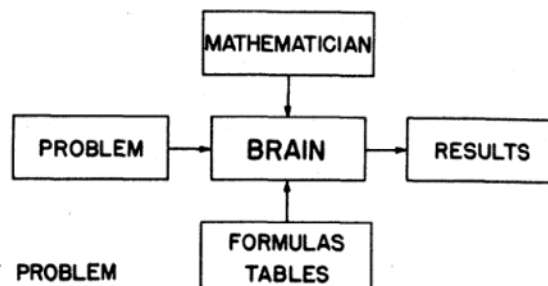 MATHEMATICIAN
PROBLEM
BRAIN
RESULTS
FORMULAS
TABLES
PROBLEM